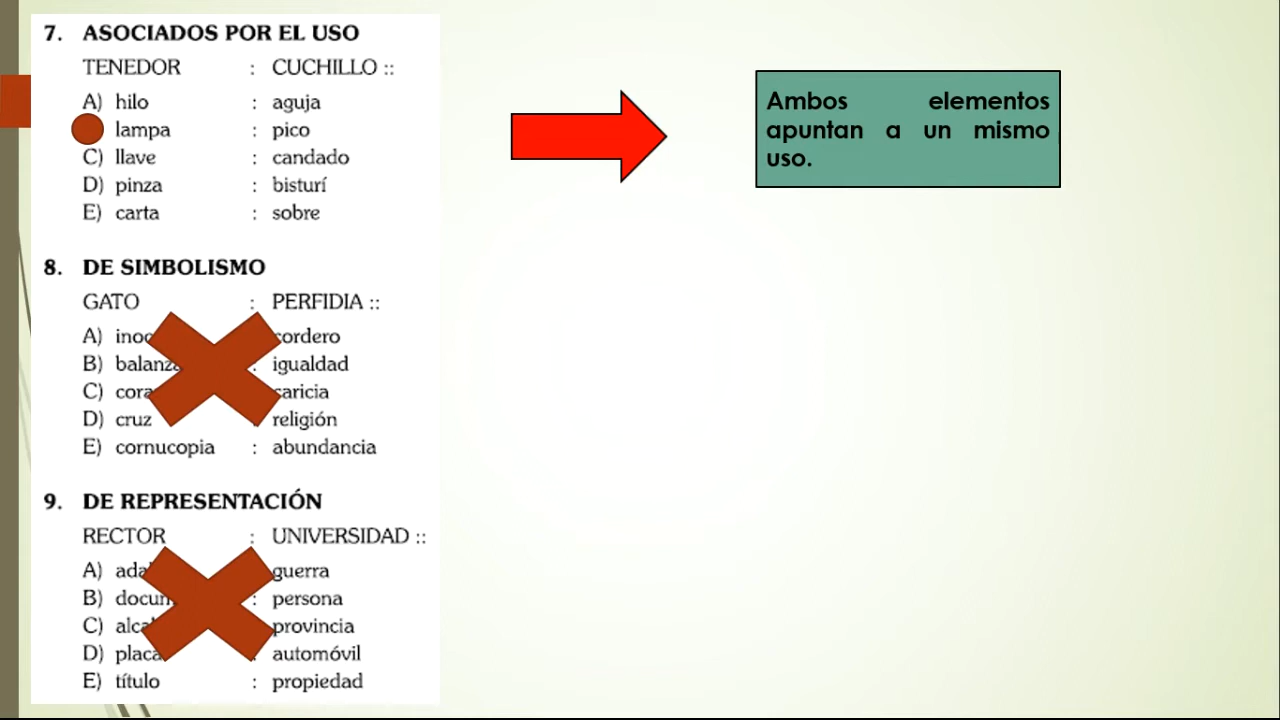 7. ASOCIADOS POR EL USO
TENEDOR : CUCHILLO ::
A) hilo : aguja
lampa : pico
C) llave : candado
D) pinza : bisturí
E) carta : sobre
8. DE SIMBOLISMO
GATO : PERFIDIA ::
A) : cordero
B) balanza : igualdad
C) caricia
D) cruz religión
E) cornucopia : abundancia
9. DE REPRESENTACIÓN
RECTOR : UNIVERSIDAD ::
A) guerra
B) : persona
C) provincia
D) placa : automóvil
E) título : propiedad
Ambos elementos
apuntan a un mismo
uso.